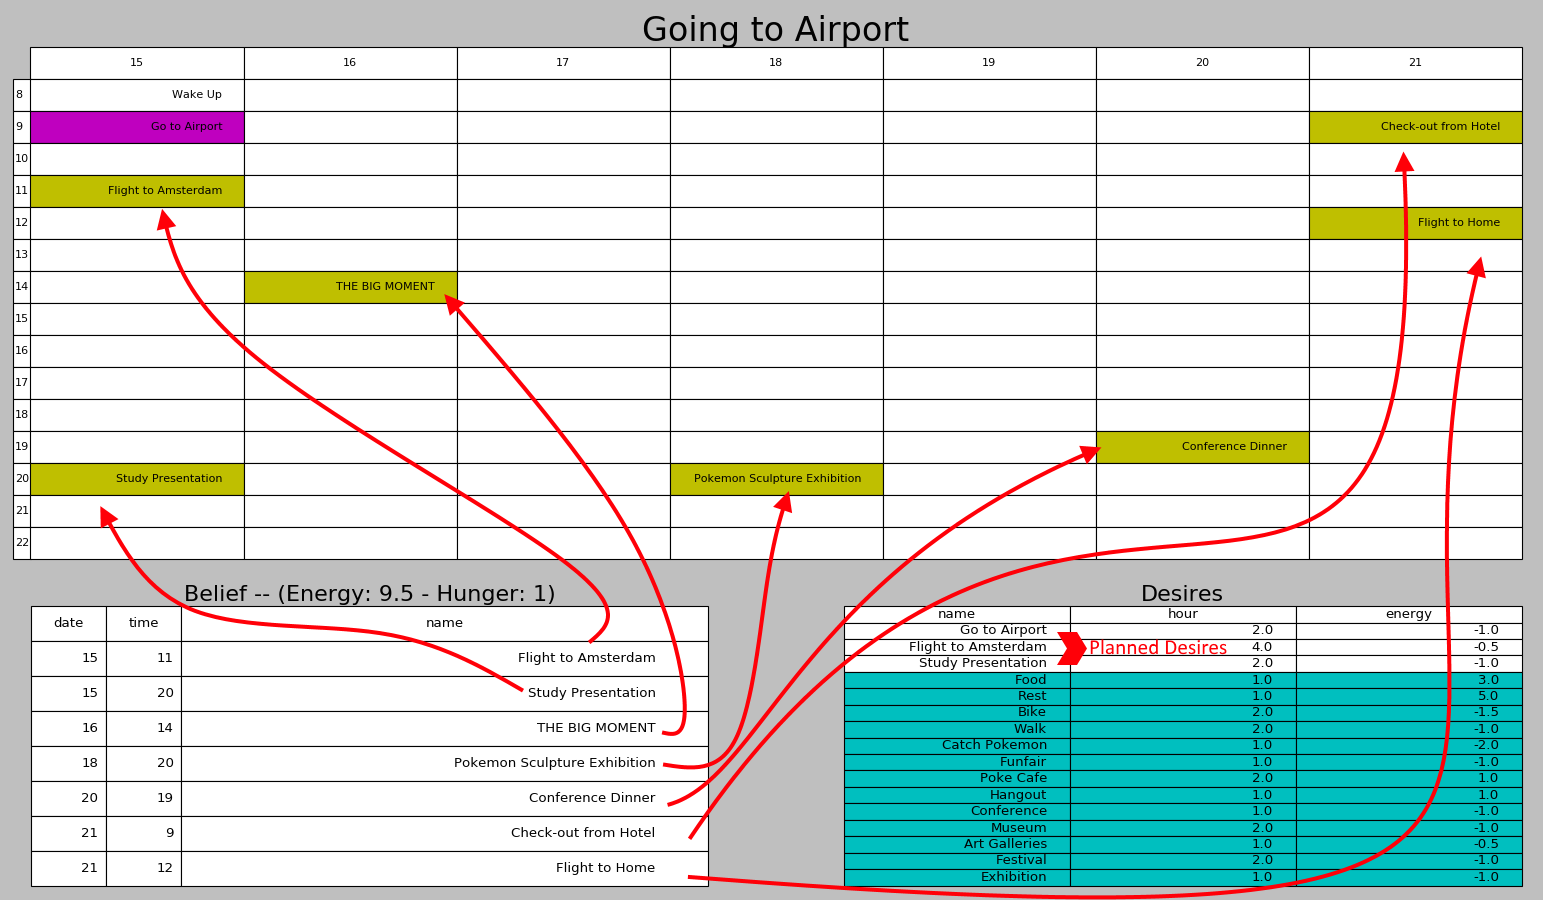 Going to Airport
15 16 17 18 19 20 21
8 Wake Up
9 Go to Airport Check-out from Hotel
10
11 Flight to Amsterdam
12 Flight to Home
13
14 THE BIG MOMENT
15
16
17
18
19 Conference Dinner
20 Study Presentation Pokemon Sculpture Exhibition
21
22
Belief -- (Energy: 9.5 - Hunger: 1)
date time name
15 11 Flight to Amsterdam
15 20 Study Presentation
16 14 THE BIG MOMENT
18 20 Pokemon Sculpture Exhibition
20 19 Conference Dinner
21 9 Check-out from Hotel
21 12 Flight to Home
Desires
name hour energy
Go to Airport 2.0 -1.0
Flight to Amsterdam 4.0 -0.5
Planned Desires
Study Presentation 2.0 -1.0
Food 1.0 3.0
Rest 1.0 5.0
Bike 2.0 -1.5
Walk 2.0 -1.0
Catch Pokemon 1.0 -2.0
Funfair 1.0 -1.0
Poke Cafe 2.0 1.0
Hangout 1.0 1.0
Conference 1.0 -1.0
Museum 2.0 -1.0
Art Galleries 1.0 -0.5
Festival 2.0 -1.0
Exhibition 1.0 -1.0